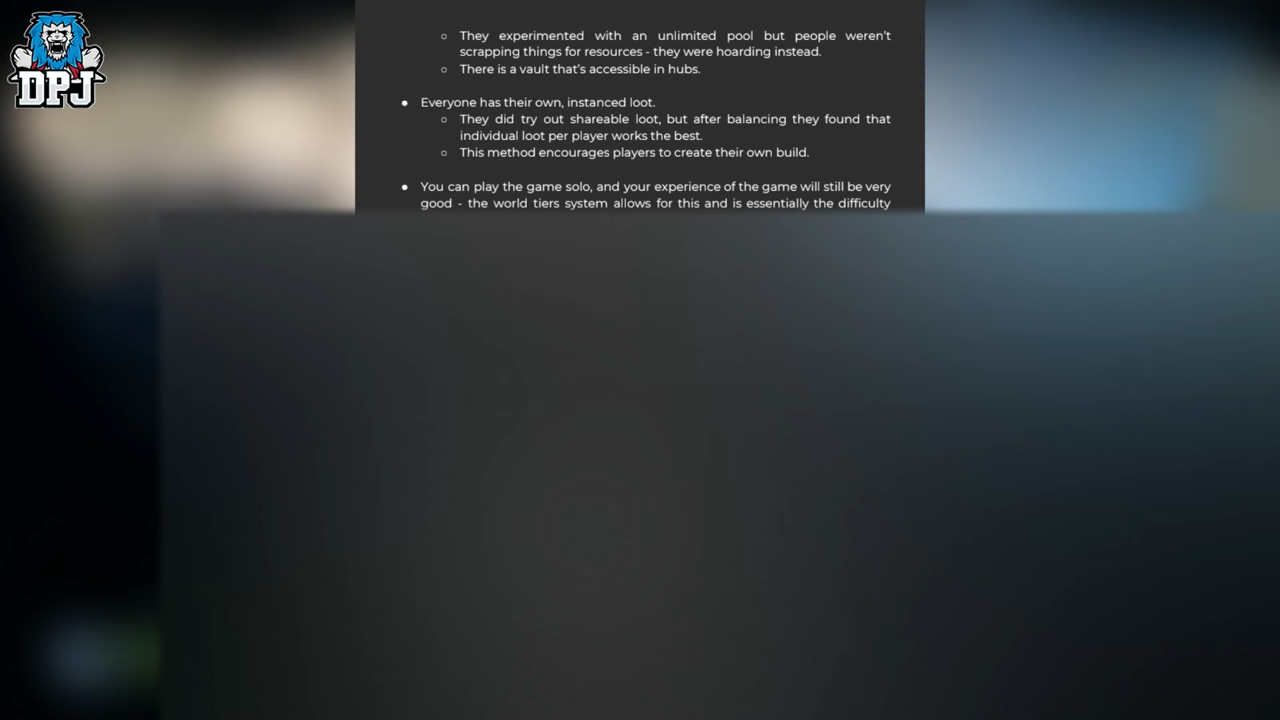 DPJ
○ They experimented with an unlimited pool but people weren't
scrapping things for resources - they were hoarding instead.
○ There is a vault that's accessible in hubs.
● Everyone has their own, instanced loot.
○ They did try out shareable loot, but after balancing they found that
individual loot per player works the best.
○ This method encourages players to create their own build.
● You can play the game solo, and your experience of the game will still be very
good - the world tiers system allows for this and is essentially the difficulty